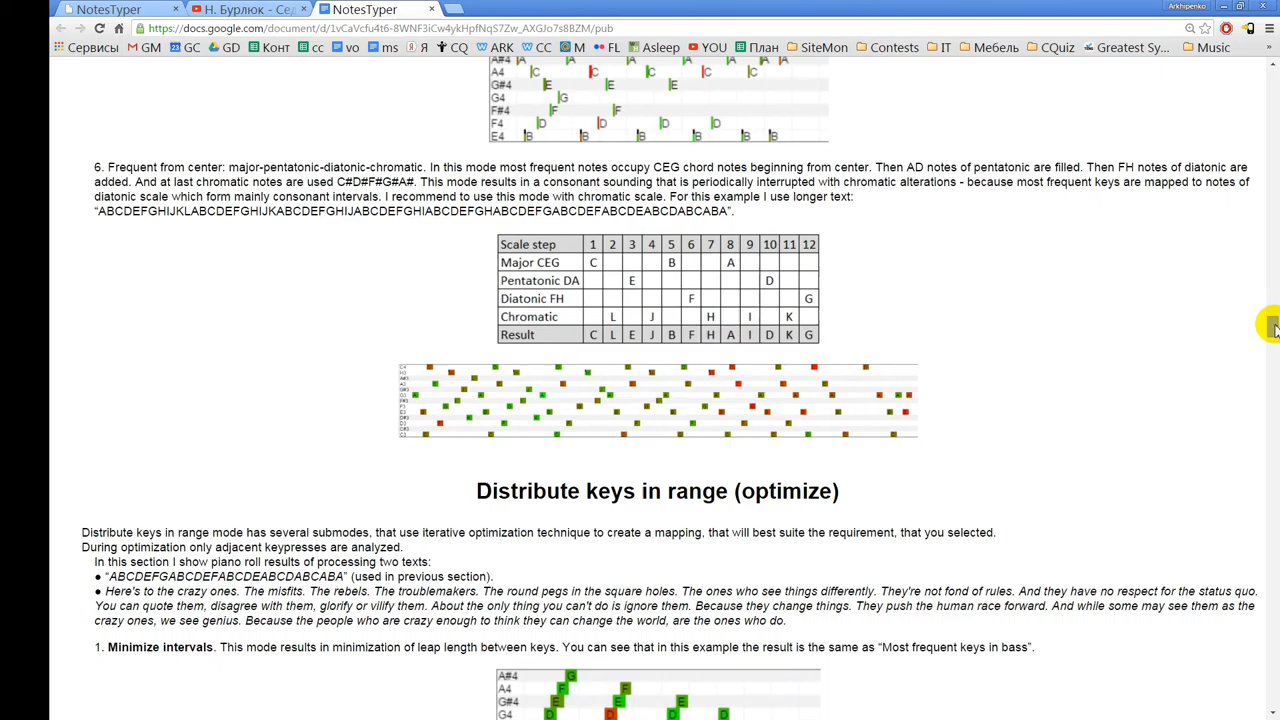 NotesTyper × Н. Бурлюк - Сед × NotesTyper × Arkhipenko
https://docs.google.com/document/d/1vCaVcfu4t6-8WNF3iCw4ykHpfNqS7Zw_AXGJo7s8BZM/pub
Сервисы GM GC GD Конт cc vo ms Я CQ ARK CC M FL Asleep YOU План SiteMon Contests IT Мебель CQuiz Greatest Sy... Music
A#4 A A A A A A A
A4 C C C C C
G#4 E E E
G4 G
F#4 F F
F4 D D D D
E4 B B B B B B
6. Frequent from center: major-pentatonic-diatonic-chromatic. In this mode most frequent notes occupy CEG chord notes beginning from center. Then AD notes of pentatonic are filled. Then FH notes of diatonic are
added. And at last chromatic notes are used C#D#F#G#A#. This mode results in a consonant sounding that is periodically interrupted with chromatic alterations - because most frequent keys are mapped to notes of
diatonic scale which form mainly consonant intervals. I recommend to use this mode with chromatic scale. For this example I use longer text:
“ABCDEFGHIJKLABCDEFGHIJKABCDEFGHIJABCDEFGHIABCDEFGHABCDEFGABCDEFABCDEABCDABCABA”.
Scale step 1 2 3 4 5 6 7 8 9 10 11 12
Major CEG C B A
Pentatonic DA E D
Diatonic FH F G
Chromatic L J H I K
Result C L E J B F H A I D K G
Distribute keys in range (optimize)
Distribute keys in range mode has several submodes, that use iterative optimization technique to create a mapping, that will best suite the requirement, that you selected.
During optimization only adjacent keypresses are analyzed.
In this section I show piano roll results of processing two texts:
● “ABCDEFGABCDEFABCDEABCDABCABA” (used in previous section).
● Here's to the crazy ones. The misfits. The rebels. The troublemakers. The round pegs in the square holes. The ones who see things differently. They're not fond of rules. And they have no respect for the status quo.
You can quote them, disagree with them, glorify or vilify them. About the only thing you can't do is ignore them. Because they change things. They push the human race forward. And while some may see them as the
crazy ones, we see genius. Because the people who are crazy enough to think they can change the world, are the ones who do.
1. Minimize intervals. This mode results in minimization of leap length between keys. You can see that in this example the result is the same as “Most frequent keys in bass”.
A#4 G
A4 F F
G#4 E E E
G4 D D D D